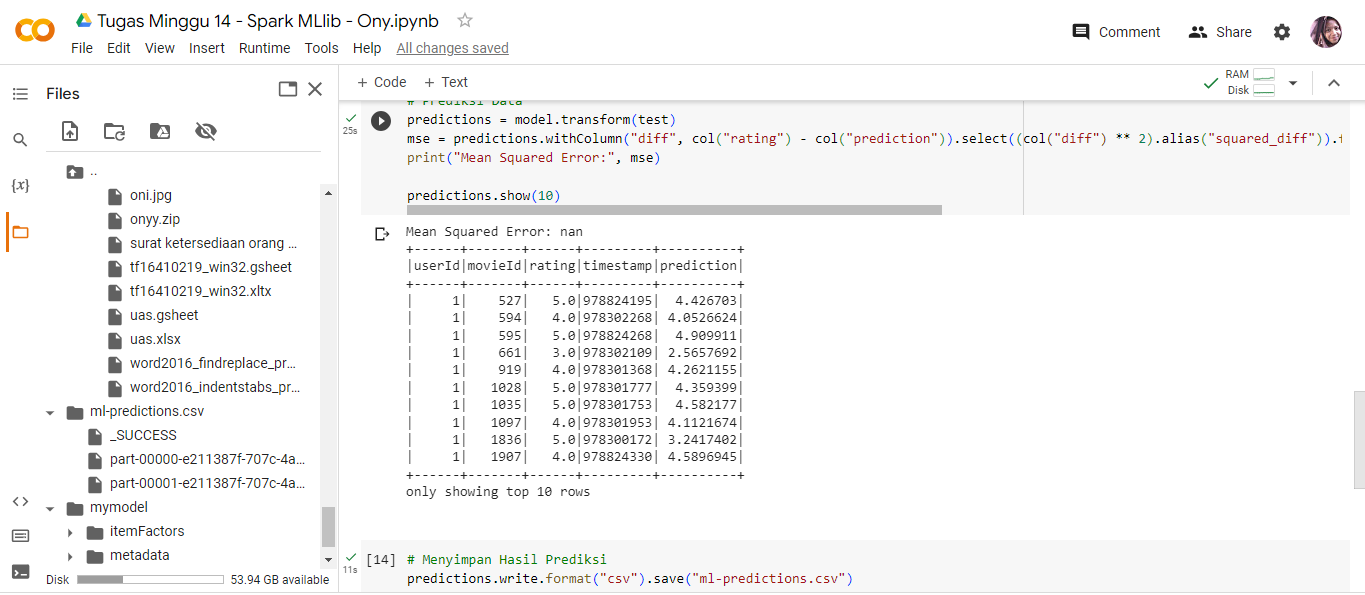 Tugas Minggu 14 - Spark MLlib - Ony.ipynb
File Edit View Insert Runtime Tools Help All changes saved
Comment
Share
Files
+ Code + Text
RAM
Disk
..
oni.jpg
onyy.zip
surat ketersediaan orang ...
tf16410219_win32.gsheet
tf16410219_win32.xltx
uas.gsheet
uas.xlsx
word2016_findreplace_pr...
word2016_indentstabs_pr...
ml-predictions.csv
_SUCCESS
part-00000-e211387f-707c-4a...
part-00001-e211387f-707c-4a...
mymodel
itemFactors
metadata
Disk 53.94 GB available
25s
# Prediksi Data
predictions = model.transform(test)
mse = predictions.withColumn("diff", col("rating") - col("prediction")).select((col("diff") ** 2).alias("squared_diff")).
print("Mean Squared Error:", mse)
predictions.show(10)
Mean Squared Error: nan
+------+-------+------+---------+----------+
|userId|movieId|rating|timestamp|prediction|
+------+-------+------+---------+----------+
|     1|    527|   5.0|978824195|  4.426703|
|     1|    594|   4.0|978302268| 4.0526624|
|     1|    595|   5.0|978824268|  4.909911|
|     1|    661|   3.0|978302109| 2.5657692|
|     1|    919|   4.0|978301368| 4.2621155|
|     1|   1028|   5.0|978301777|  4.359399|
|     1|   1035|   5.0|978301753|  4.582177|
|     1|   1097|   4.0|978301953| 4.1121674|
|     1|   1836|   5.0|978300172| 3.2417402|
|     1|   1907|   4.0|978824330| 4.5896945|
+------+-------+------+---------+----------+
only showing top 10 rows
11s
[14] # Menyimpan Hasil Prediksi
predictions.write.format("csv").save("ml-predictions.csv")